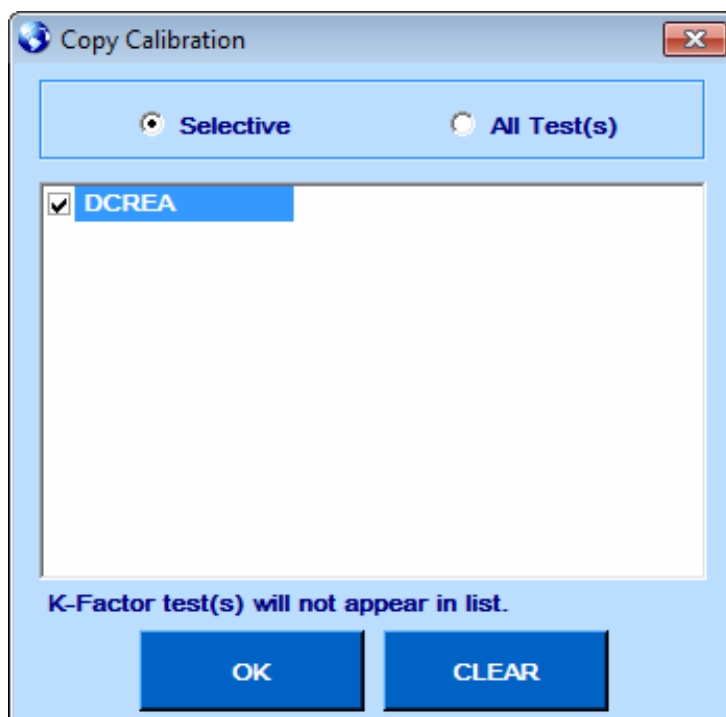 Copy Calibration
Selective All Test(s)
DCREA
K-Factor test(s) will not appear in list.
OK CLEAR